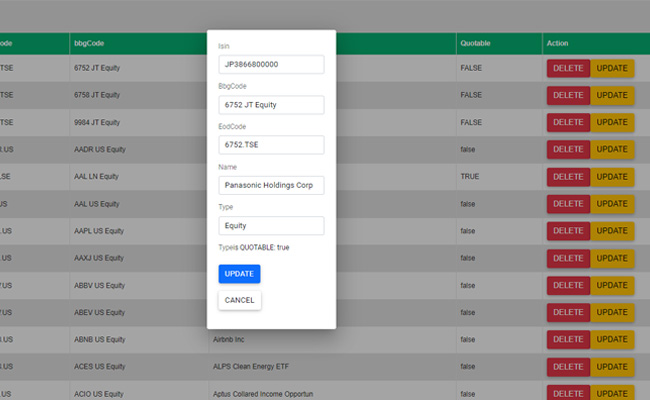 ode bbgCode Quotable Action
Isin
JP3866800000
BbgCode
6752 JT Equity
EodCode
6752.TSE
Name
Panasonic Holdings Corp
Type
Equity
Typeis QUOTABLE: true
UPDATE
CANCEL
TSE 6752 JT Equity FALSE DELETE UPDATE
TSE 6758 JT Equity FALSE DELETE UPDATE
TSE 9984 JT Equity FALSE DELETE UPDATE
.US AADR US Equity false DELETE UPDATE
LSE AAL LN Equity TRUE DELETE UPDATE
US AAL US Equity false DELETE UPDATE
.US AAPL US Equity false DELETE UPDATE
.US AAXJ US Equity false DELETE UPDATE
.US ABBV US Equity false DELETE UPDATE
.US ABEV US Equity false DELETE UPDATE
.US ABNB US Equity Airbnb Inc false DELETE UPDATE
.US ACES US Equity ALPS Clean Energy ETF false DELETE UPDATE
.US ACIO US Equity Aptus Collared Income Opportun false DELETE UPDATE